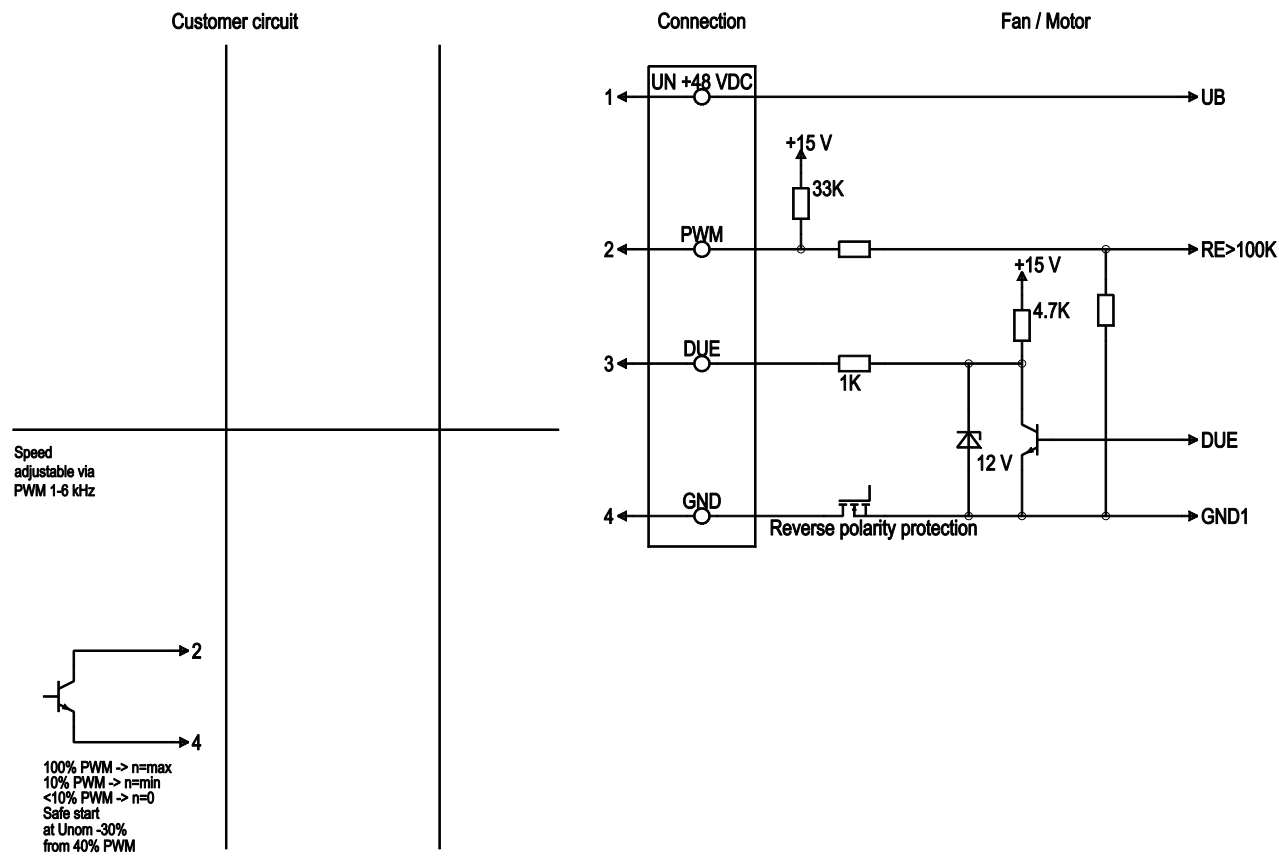 Customer circuit
Connection
Fan / Motor
UN +48 VDC
1
UB
+15 V
33K
PWM
2
RE>100K
+15 V
4.7K
DUE
3
1K
DUE
12 V
GND
4
GND1
Reverse polarity protection
Speed
adjustable via
PWM 1-6 kHz
2
4
100% PWM -> n=max
10% PWM -> n=min
<10% PWM -> n=0
Safe start
at Unom -30%
from 40% PWM